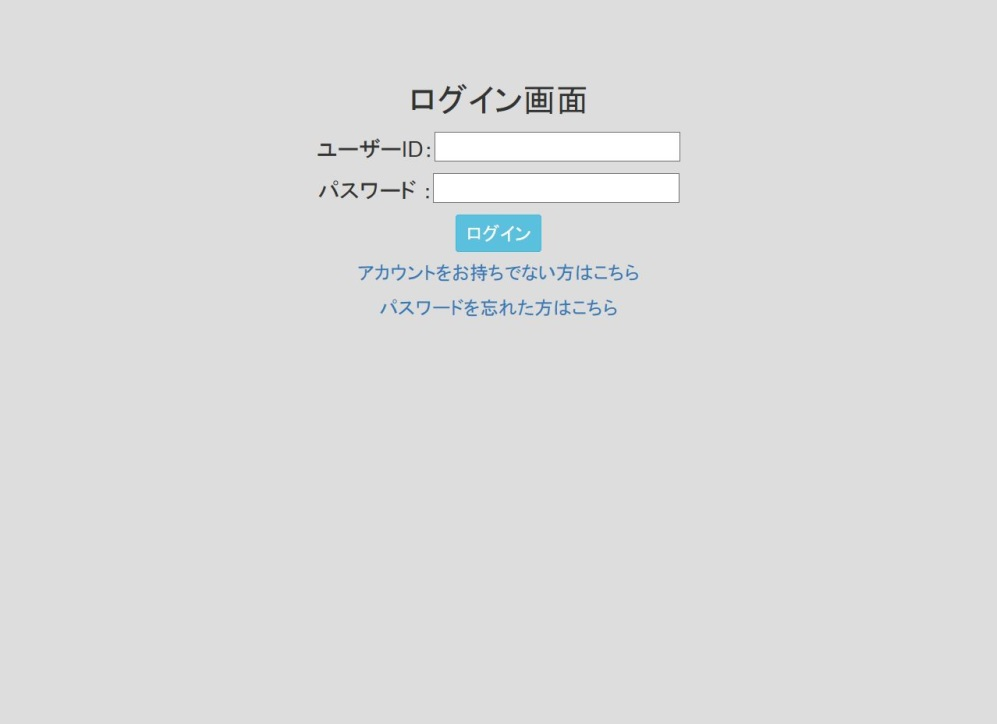 ログイン画面
ユーザーID:
パスワード :
ログイン
アカウントをお持ちでない方はこちら
パスワードを忘れた方はこちら